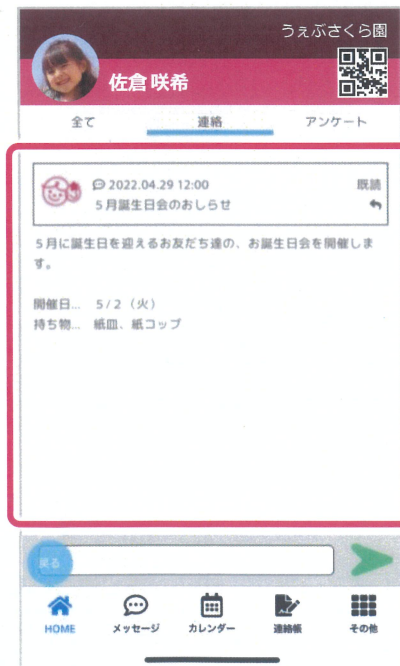 うぇぶさくら園
佐倉 咲希
全て 連絡 アンケート
2022.04.29 12:00 既読
５月誕生日会のおしらせ
５月に誕生日を迎えるお友だち達の、お誕生日会を開催しま
す。
開催日... 5/2（火）
持ち物... 紙皿、紙コップ
戻る
HOME メッセージ カレンダー 連絡帳 その他